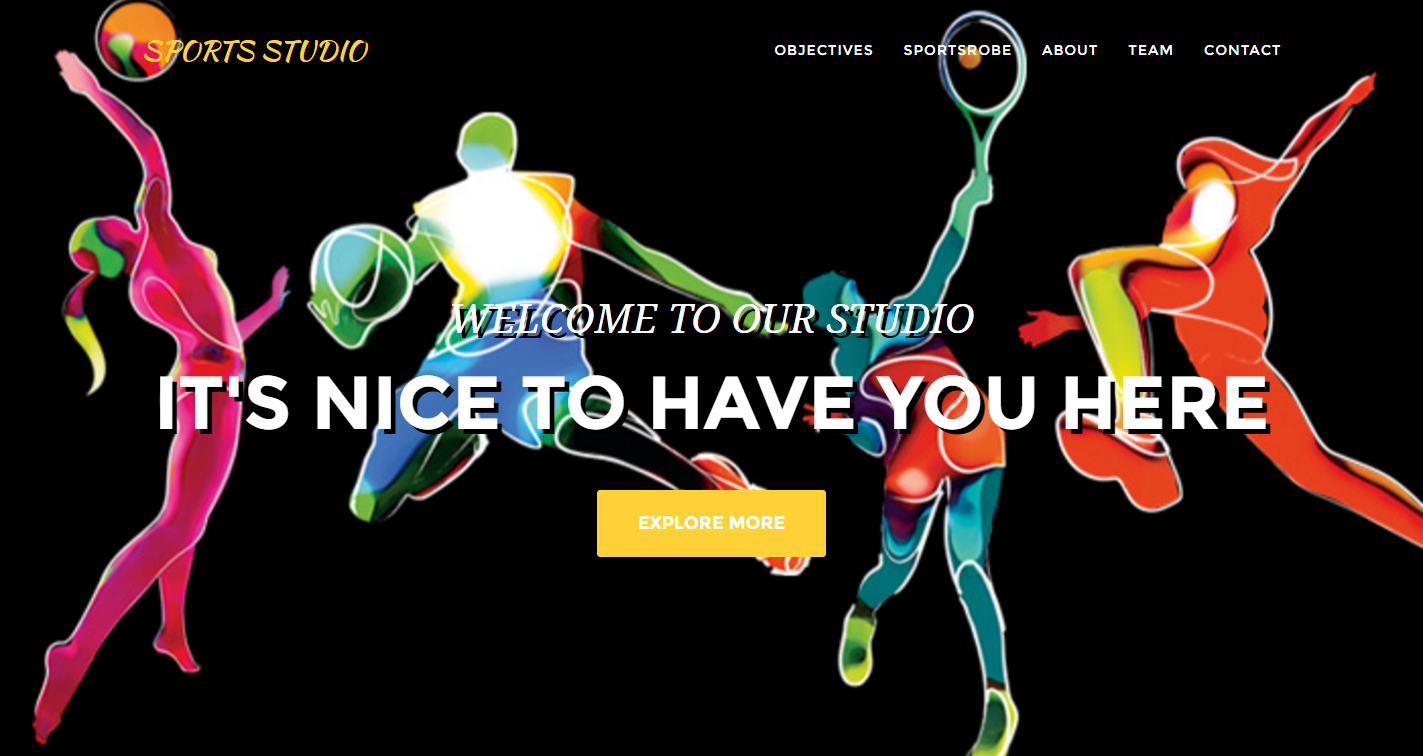 SPORTS STUDIO
OBJECTIVES SPORTSROBE ABOUT TEAM CONTACT
WELCOME TO OUR STUDIO
IT'S NICE TO HAVE YOU HERE
EXPLORE MORE